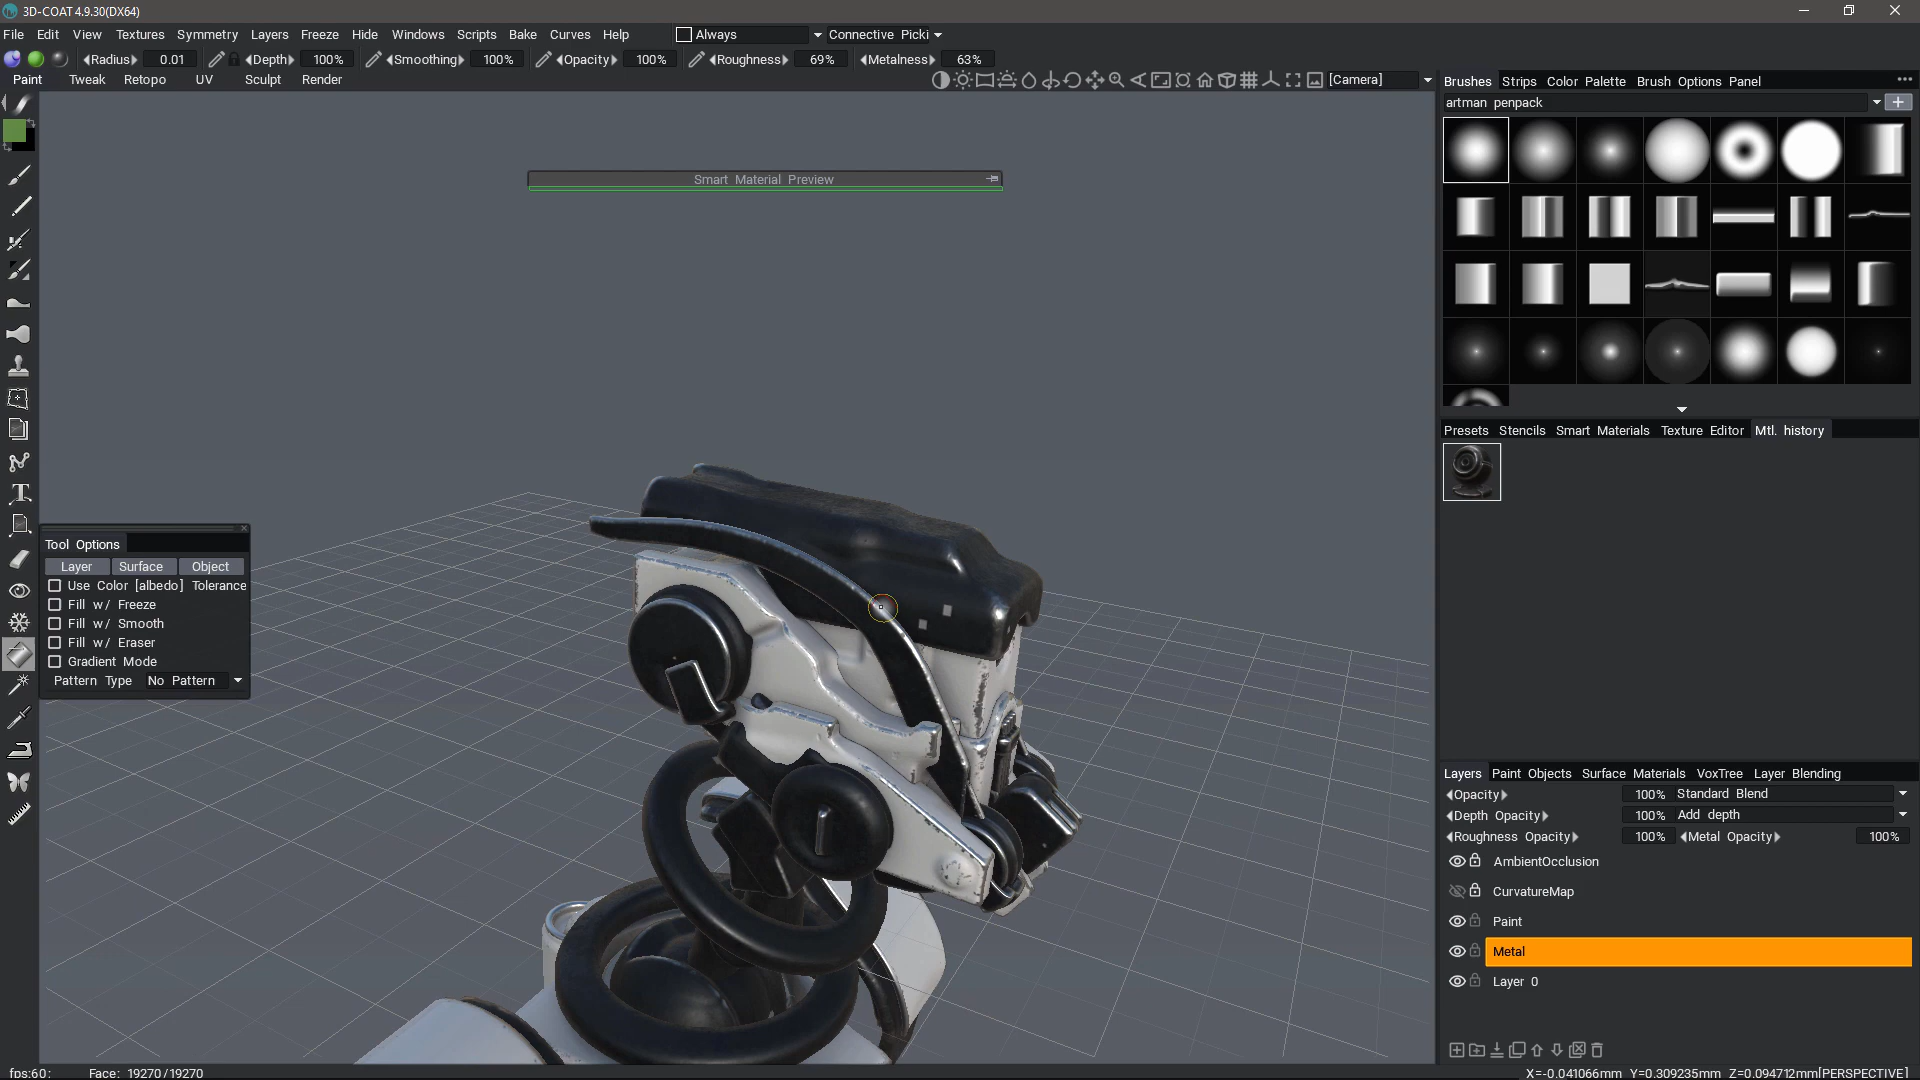 3D-COAT 4.9.30(DX64)
File Edit View Textures Symmetry Layers Freeze Hide Windows Scripts Bake Curves Help Always Connective Picki
Radius 0.01 Depth 100% Smoothing 100% Opacity 100% Roughness 69% Metalness 63%
Paint Tweak Retopo UV Sculpt Render [Camera]
Brushes Strips Color Palette Brush Options Panel
artman penpack
Smart Material Preview
Presets Stencils Smart Materials Texture Editor Mtl. history
Tool Options
Layer Surface Object
Use Color [albedo] Tolerance
Fill w/ Freeze
Fill w/ Smooth
Fill w/ Eraser
Gradient Mode
Pattern Type No Pattern
Layers Paint Objects Surface Materials VoxTree Layer Blending
Opacity 100% Standard Blend
Depth Opacity 100% Add depth
Roughness Opacity 100% Metal Opacity 100%
AmbientOcclusion
CurvatureMap
Paint
Metal
Layer 0
fps:60: Face: 19270/19270 X=-0.041066mm Y=0.309235mm Z=0.094712mm[PERSPECTIVE]